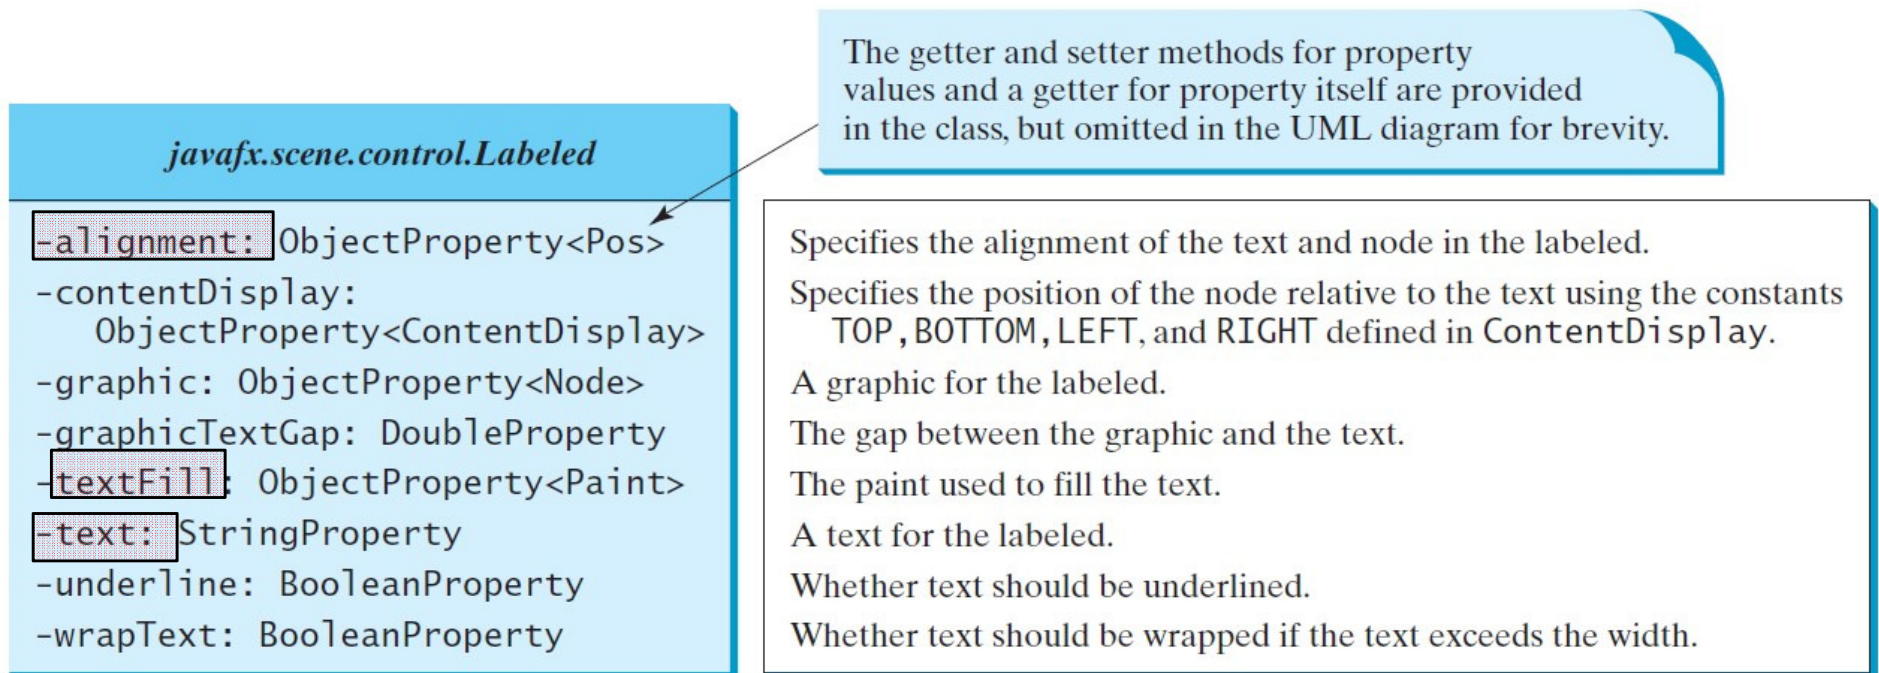 The getter and setter methods for property
values and a getter for property itself are provided
in the class, but omitted in the UML diagram for brevity.
javafx.scene.control.Labeled
-alignment: ObjectProperty<Pos>
Specifies the alignment of the text and node in the labeled.
-contentDisplay:
Specifies the position of the node relative to the text using the constants
ObjectProperty<ContentDisplay>
TOP, BOTTOM, LEFT, and RIGHT defined in ContentDisplay.
-graphic: ObjectProperty<Node>
A graphic for the labeled.
-graphicTextGap: DoubleProperty
The gap between the graphic and the text.
-textFill: ObjectProperty<Paint>
The paint used to fill the text.
-text: StringProperty
A text for the labeled.
-underline: BooleanProperty
Whether text should be underlined.
-wrapText: BooleanProperty
Whether text should be wrapped if the text exceeds the width.